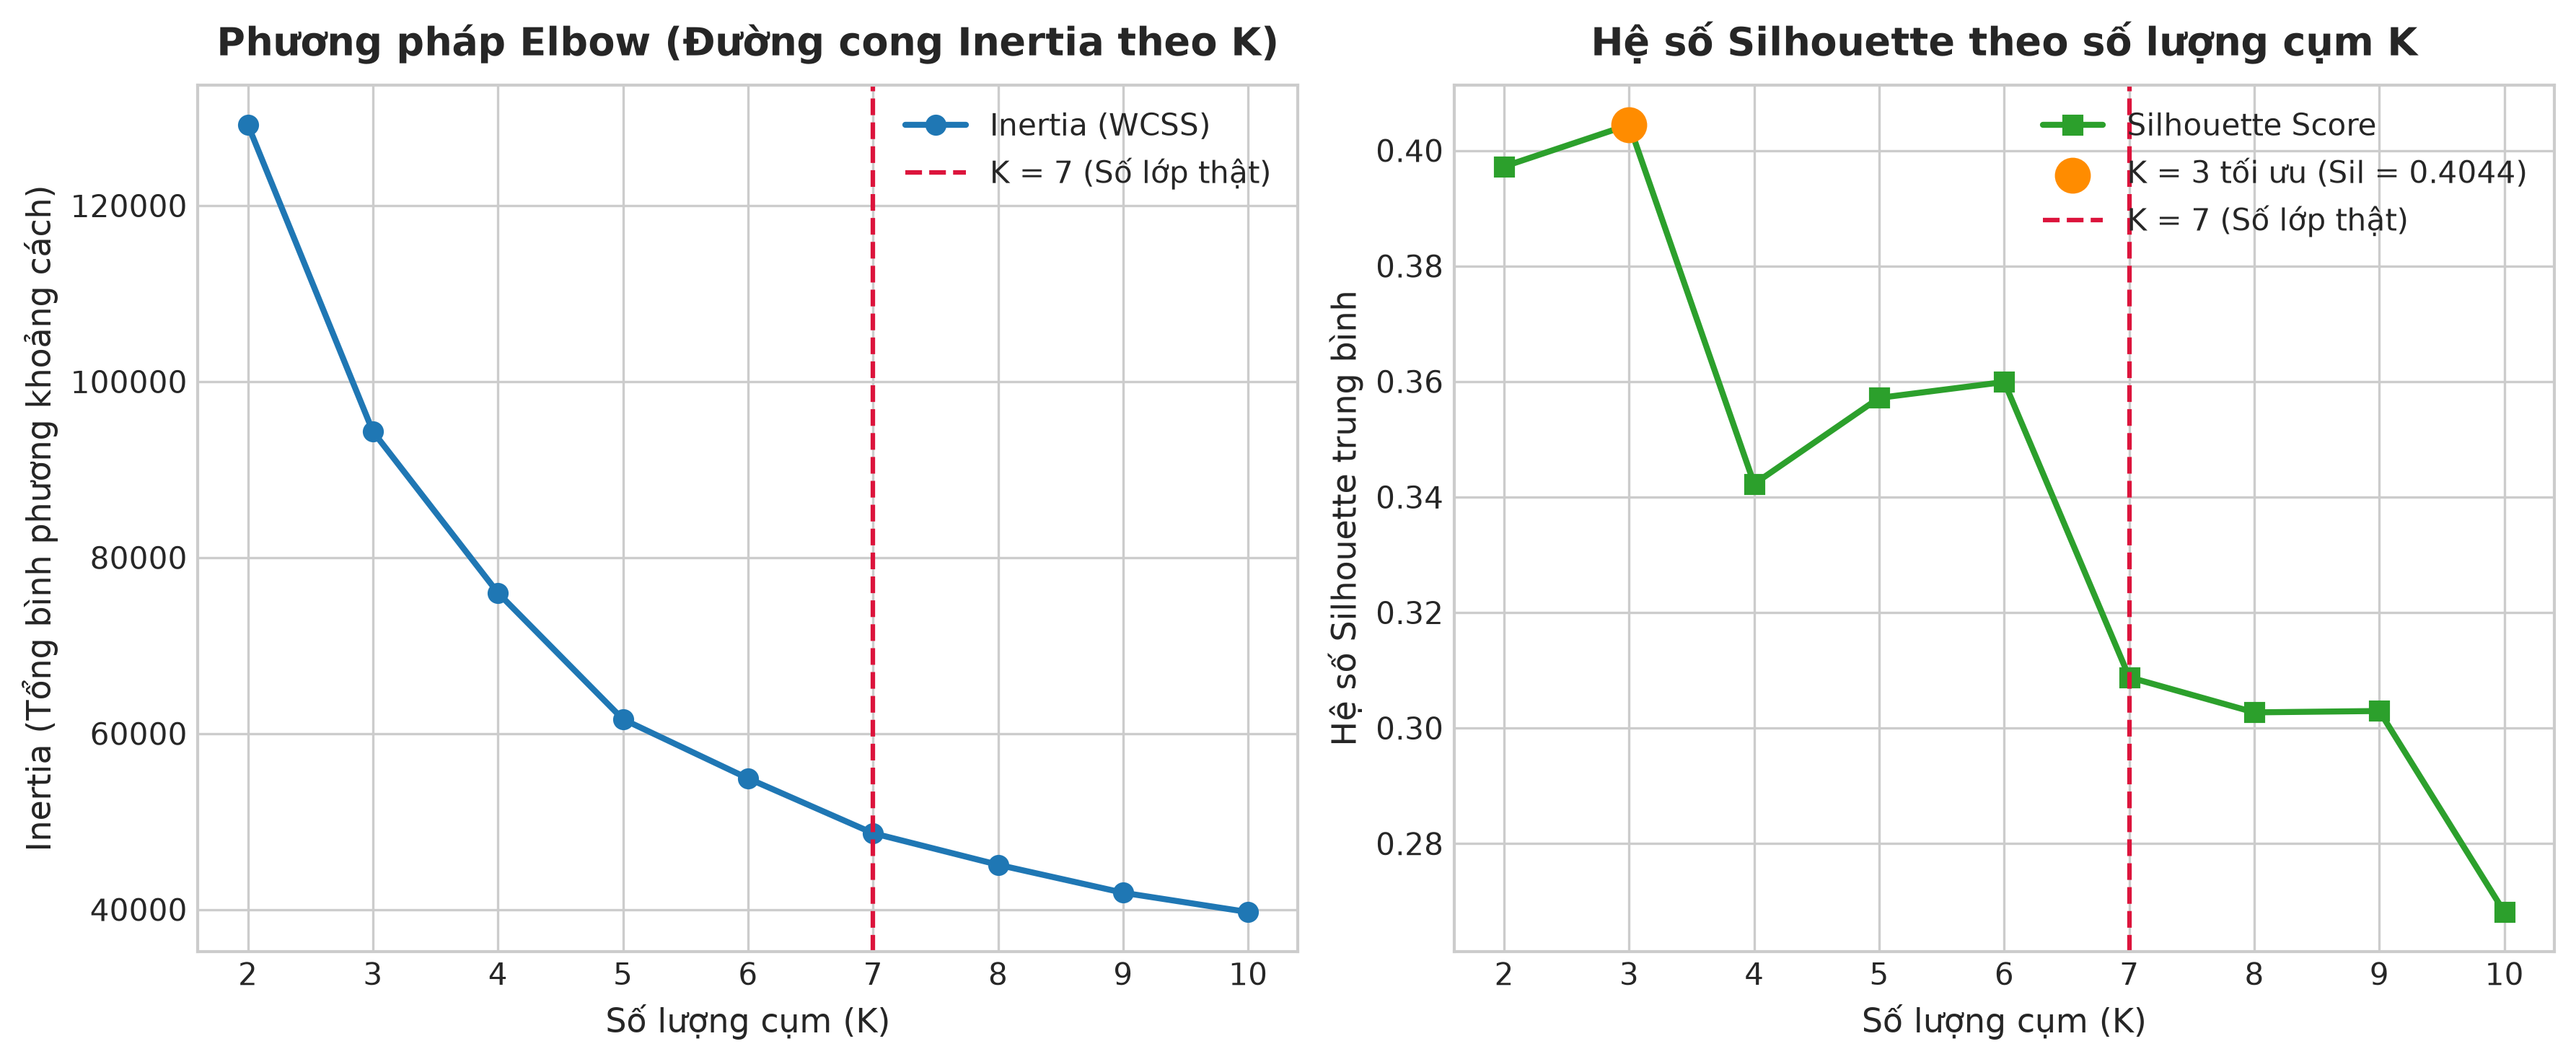 Phương pháp Elbow (Đường cong Inertia theo K)
Inertia (Tổng bình phương khoảng cách)
120000
100000
80000
60000
40000
Inertia (WCSS)
K = 7 (Số lớp thật)
2 3 4 5 6 7 8 9 10
Số lượng cụm (K)
Hệ số Silhouette theo số lượng cụm K
Hệ số Silhouette trung bình
0.40
0.38
0.36
0.34
0.32
0.30
0.28
Silhouette Score
K = 3 tối ưu (Sil = 0.4044)
K = 7 (Số lớp thật)
2 3 4 5 6 7 8 9 10
Số lượng cụm (K)